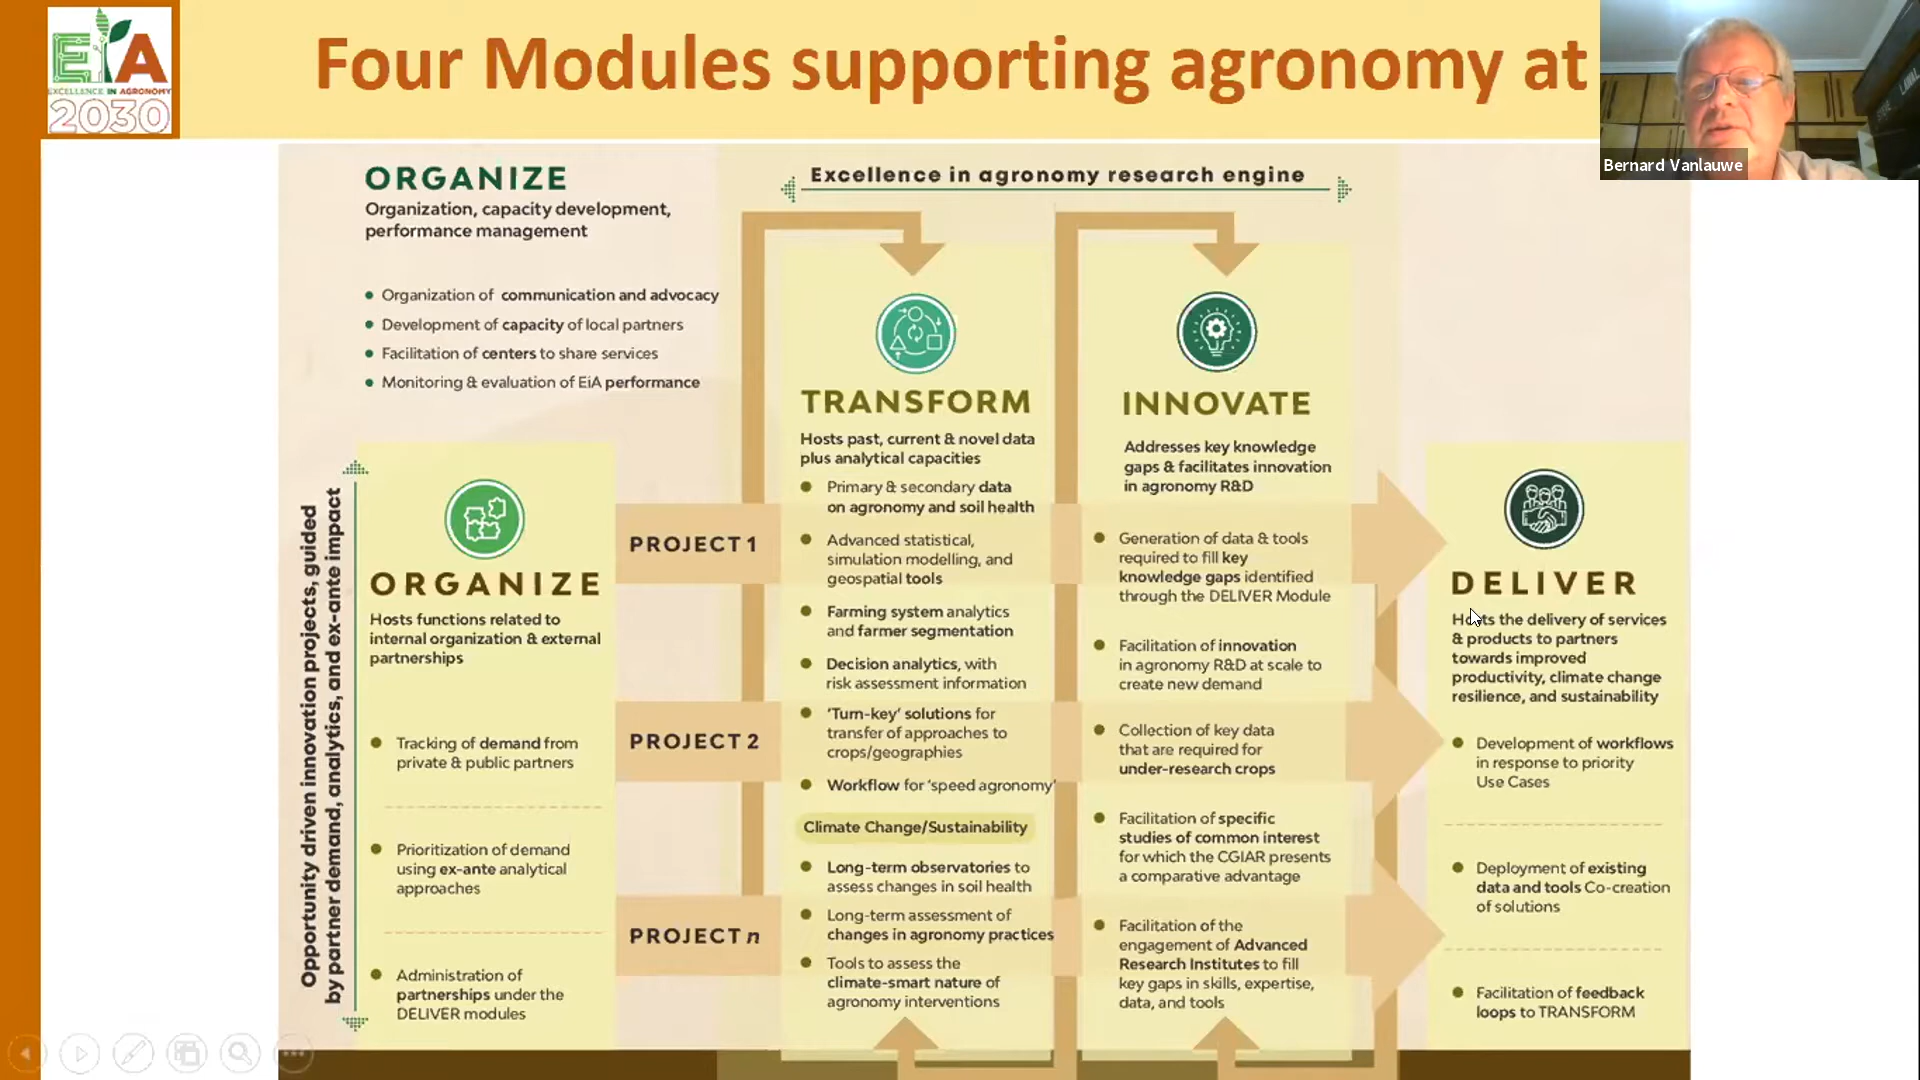 EiA
EXCELLENCE IN AGRONOMY
2030
Four Modules supporting agronomy at
Bernard Vanlauwe
ORGANIZE
Organization, capacity development,
performance management
Organization of communication and advocacy
Development of capacity of local partners
Facilitation of centers to share services
Monitoring & evaluation of EiA performance
Excellence in agronomy research engine
Opportunity driven innovation projects, guided
by partner demand, analytics, and ex-ante impact
ORGANIZE
Hosts functions related to
internal organization & external
partnerships
Tracking of demand from
private & public partners
Prioritization of demand
using ex-ante analytical
approaches
Administration of
partnerships under the
DELIVER modules
PROJECT 1
PROJECT 2
PROJECT n
TRANSFORM
Hosts past, current & novel data
plus analytical capacities
Primary & secondary data
on agronomy and soil health
Advanced statistical,
simulation modelling, and
geospatial tools
Farming system analytics
and farmer segmentation
Decision analytics, with
risk assessment information
'Turn-key' solutions for
transfer of approaches to
crops/geographies
Workflow for 'speed agronomy'
Climate Change/Sustainability
Long-term observatories to
assess changes in soil health
Long-term assessment of
changes in agronomy practices
Tools to assess the
climate-smart nature of
agronomy interventions
INNOVATE
Addresses key knowledge
gaps & facilitates innovation
in agronomy R&D
Generation of data & tools
required to fill key
knowledge gaps identified
through the DELIVER Module
Facilitation of innovation
in agronomy R&D at scale to
create new demand
Collection of key data
that are required for
under-research crops
Facilitation of specific
studies of common interest
for which the CGIAR presents
a comparative advantage
Facilitation of the
engagement of Advanced
Research Institutes to fill
key gaps in skills, expertise,
data, and tools
DELIVER
Hosts the delivery of services
& products to partners
towards improved
productivity, climate change
resilience, and sustainability
Development of workflows
in response to priority
Use Cases
Deployment of existing
data and tools Co-creation
of solutions
Facilitation of feedback
loops to TRANSFORM